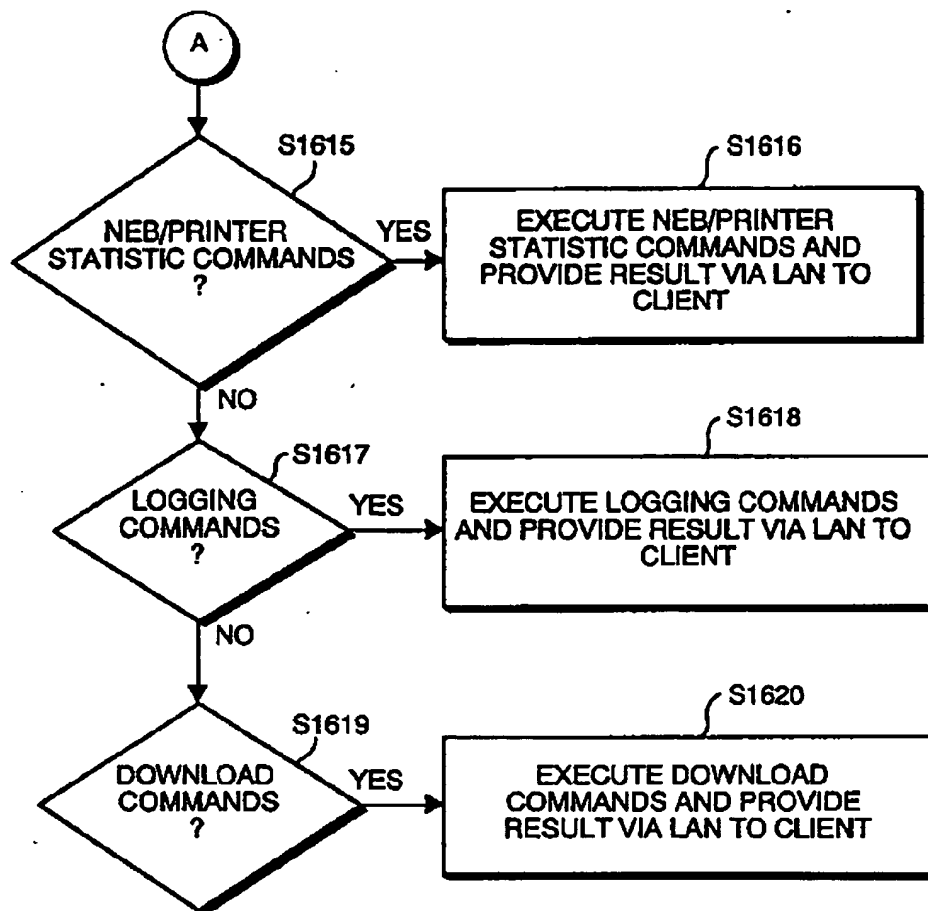 A
S1615
NEB/PRINTER
STATISTIC COMMANDS
?
YES
S1616
EXECUTE NEB/PRINTER
STATISTIC COMMANDS AND
PROVIDE RESULT VIA LAN TO
CLIENT
NO
S1617
LOGGING
COMMANDS
?
YES
S1618
EXECUTE LOGGING COMMANDS
AND PROVIDE RESULT VIA LAN TO
CLIENT
NO
S1619
DOWNLOAD
COMMANDS
?
YES
S1620
EXECUTE DOWNLOAD
COMMANDS AND PROVIDE
RESULT VIA LAN TO CLIENT